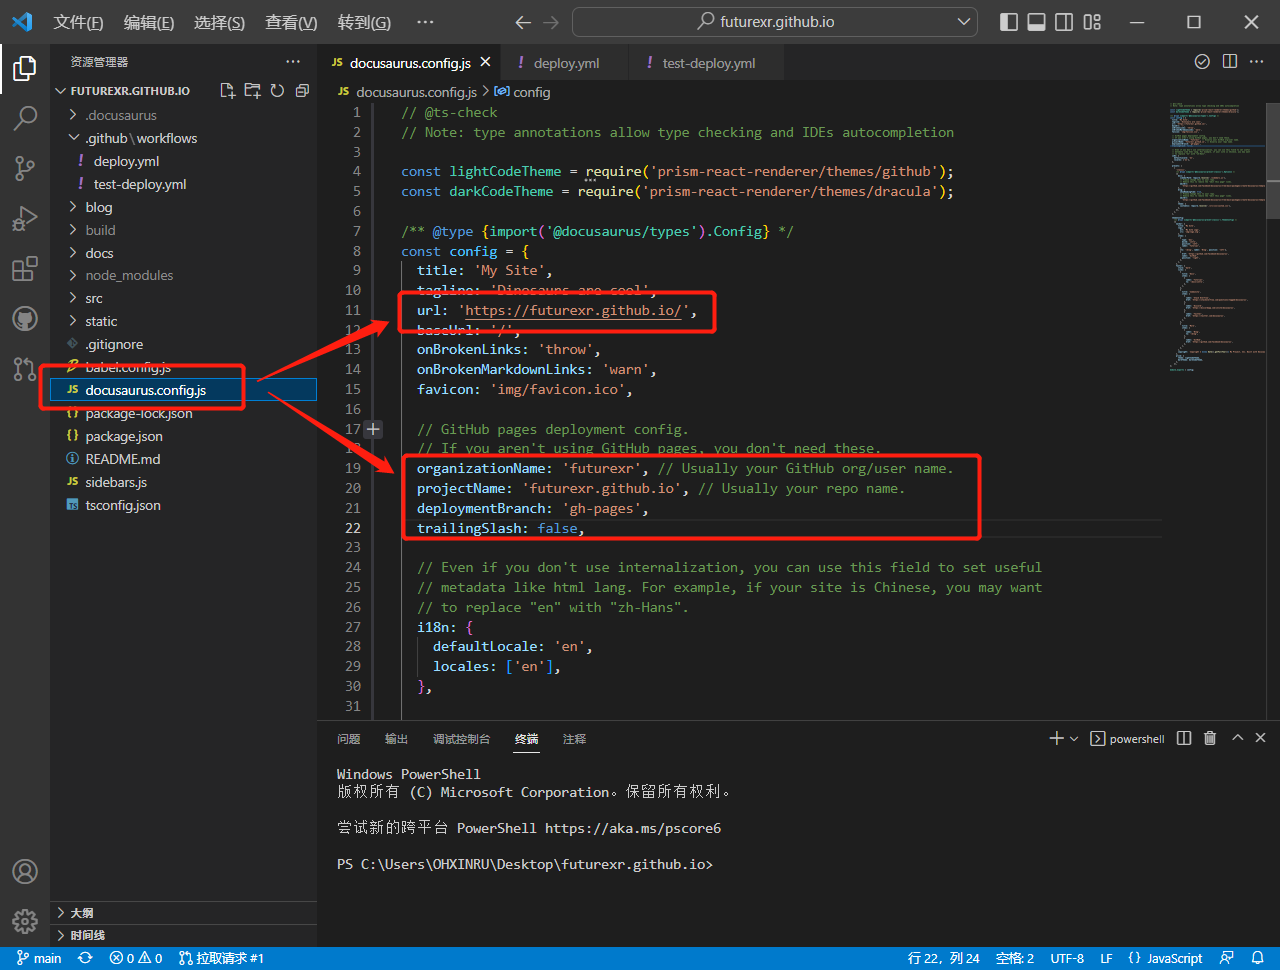 文件(F) 编辑(E) 选择(S) 查看(V) 转到(G) ···
futurexr.github.io
资源管理器
FUTUREXR.GITHUB.IO
.docusaurus
.github\workflows
! deploy.yml
! test-deploy.yml
blog
build
docs
node_modules
src
static
.gitignore
babel.config.js
JS docusaurus.config.js
{} package-lock.json
{} package.json
README.md
JS sidebars.js
TS tsconfig.json
大纲
时间线
JS docusaurus.config.js
! deploy.yml
! test-deploy.yml
JS docusaurus.config.js > config
1 // @ts-check
2 // Note: type annotations allow type checking and IDEs autocompletion
3
4 const lightCodeTheme = require('prism-react-renderer/themes/github');
5 const darkCodeTheme = require('prism-react-renderer/themes/dracula');
6
7 /** @type {import('@docusaurus/types').Config} */
8 const config = {
9 title: 'My Site',
10 tagline: 'Dinosaurs are cool',
11 url: 'https://futurexr.github.io/',
12 baseUrl: '/',
13 onBrokenLinks: 'throw',
14 onBrokenMarkdownLinks: 'warn',
15 favicon: 'img/favicon.ico',
16
17 // GitHub pages deployment config.
18 // If you aren't using GitHub pages, you don't need these.
19 organizationName: 'futurexr', // Usually your GitHub org/user name.
20 projectName: 'futurexr.github.io', // Usually your repo name.
21 deploymentBranch: 'gh-pages',
22 trailingSlash: false,
23
24 // Even if you don't use internalization, you can use this field to set useful
25 // metadata like html lang. For example, if your site is Chinese, you may want
26 // to replace "en" with "zh-Hans".
27 i18n: {
28 defaultLocale: 'en',
29 locales: ['en'],
30 },
31
问题 输出 调试控制台 终端 注释
powershell
Windows PowerShell
版权所有 (C) Microsoft Corporation。保留所有权利。
尝试新的跨平台 PowerShell https://aka.ms/pscore6
PS C:\Users\OHXINRU\Desktop\futurexr.github.io>
main 0 0 拉取请求 #1
行 22，列 24 空格: 2 UTF-8 LF {} JavaScript